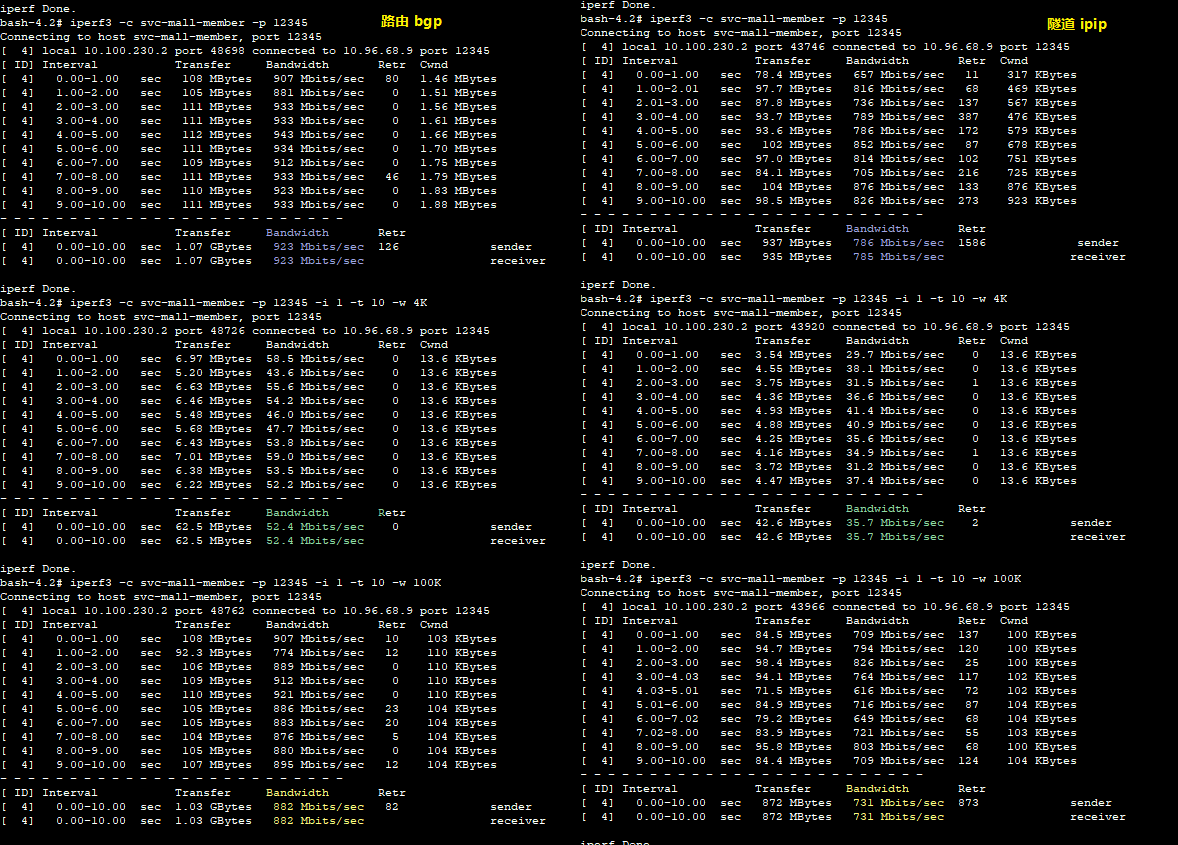 iperf Done.
bash-4.2# iperf3 -c svc-mall-member -p 12345
路由 bgp
Connecting to host svc-mall-member, port 12345
[  4] local 10.100.230.2 port 48698 connected to 10.96.68.9 port 12345
[ ID] Interval           Transfer     Bandwidth       Retr  Cwnd
[  4]   0.00-1.00   sec   108 MBytes   907 Mbits/sec   80   1.46 MBytes
[  4]   1.00-2.00   sec   105 MBytes   881 Mbits/sec    0   1.51 MBytes
[  4]   2.00-3.00   sec   111 MBytes   933 Mbits/sec    0   1.56 MBytes
[  4]   3.00-4.00   sec   111 MBytes   933 Mbits/sec    0   1.61 MBytes
[  4]   4.00-5.00   sec   112 MBytes   943 Mbits/sec    0   1.66 MBytes
[  4]   5.00-6.00   sec   111 MBytes   934 Mbits/sec    0   1.70 MBytes
[  4]   6.00-7.00   sec   109 MBytes   912 Mbits/sec    0   1.75 MBytes
[  4]   7.00-8.00   sec   111 MBytes   933 Mbits/sec   46   1.79 MBytes
[  4]   8.00-9.00   sec   110 MBytes   923 Mbits/sec    0   1.83 MBytes
[  4]   9.00-10.00  sec   111 MBytes   933 Mbits/sec    0   1.88 MBytes
- - - - - - - - - - - - - - - - - - - - - - - - -
[ ID] Interval           Transfer     Bandwidth       Retr
[  4]   0.00-10.00  sec  1.07 GBytes   923 Mbits/sec  126             sender
[  4]   0.00-10.00  sec  1.07 GBytes   923 Mbits/sec                  receiver
iperf Done.
bash-4.2# iperf3 -c svc-mall-member -p 12345 -i 1 -t 10 -w 4K
Connecting to host svc-mall-member, port 12345
[  4] local 10.100.230.2 port 48726 connected to 10.96.68.9 port 12345
[ ID] Interval           Transfer     Bandwidth       Retr  Cwnd
[  4]   0.00-1.00   sec  6.97 MBytes  58.5 Mbits/sec    0   13.6 KBytes
[  4]   1.00-2.00   sec  5.20 MBytes  43.6 Mbits/sec    0   13.6 KBytes
[  4]   2.00-3.00   sec  6.63 MBytes  55.6 Mbits/sec    0   13.6 KBytes
[  4]   3.00-4.00   sec  6.46 MBytes  54.2 Mbits/sec    0   13.6 KBytes
[  4]   4.00-5.00   sec  5.48 MBytes  46.0 Mbits/sec    0   13.6 KBytes
[  4]   5.00-6.00   sec  5.68 MBytes  47.7 Mbits/sec    0   13.6 KBytes
[  4]   6.00-7.00   sec  6.43 MBytes  53.8 Mbits/sec    0   13.6 KBytes
[  4]   7.00-8.00   sec  7.01 MBytes  59.0 Mbits/sec    0   13.6 KBytes
[  4]   8.00-9.00   sec  6.38 MBytes  53.5 Mbits/sec    0   13.6 KBytes
[  4]   9.00-10.00  sec  6.22 MBytes  52.2 Mbits/sec    0   13.6 KBytes
- - - - - - - - - - - - - - - - - - - - - - - - -
[ ID] Interval           Transfer     Bandwidth       Retr
[  4]   0.00-10.00  sec  62.5 MBytes  52.4 Mbits/sec    0             sender
[  4]   0.00-10.00  sec  62.5 MBytes  52.4 Mbits/sec                  receiver
iperf Done.
bash-4.2# iperf3 -c svc-mall-member -p 12345 -i 1 -t 10 -w 100K
Connecting to host svc-mall-member, port 12345
[  4] local 10.100.230.2 port 48762 connected to 10.96.68.9 port 12345
[ ID] Interval           Transfer     Bandwidth       Retr  Cwnd
[  4]   0.00-1.00   sec   108 MBytes   907 Mbits/sec   10    103 KBytes
[  4]   1.00-2.00   sec  92.3 MBytes   774 Mbits/sec   12    110 KBytes
[  4]   2.00-3.00   sec   106 MBytes   889 Mbits/sec    0    110 KBytes
[  4]   3.00-4.00   sec   109 MBytes   912 Mbits/sec    0    110 KBytes
[  4]   4.00-5.00   sec   110 MBytes   921 Mbits/sec    0    110 KBytes
[  4]   5.00-6.00   sec   105 MBytes   886 Mbits/sec   23    104 KBytes
[  4]   6.00-7.00   sec   105 MBytes   883 Mbits/sec   20    104 KBytes
[  4]   7.00-8.00   sec   104 MBytes   876 Mbits/sec    5    104 KBytes
[  4]   8.00-9.00   sec   105 MBytes   880 Mbits/sec    0    104 KBytes
[  4]   9.00-10.00  sec   107 MBytes   895 Mbits/sec   12    104 KBytes
- - - - - - - - - - - - - - - - - - - - - - - - -
[ ID] Interval           Transfer     Bandwidth       Retr
[  4]   0.00-10.00  sec  1.03 GBytes   882 Mbits/sec   82             sender
[  4]   0.00-10.00  sec  1.03 GBytes   882 Mbits/sec                  receiver
iperf Done.
bash-4.2# iperf3 -c svc-mall-member -p 12345
隧道 ipip
Connecting to host svc-mall-member, port 12345
[  4] local 10.100.230.2 port 43746 connected to 10.96.68.9 port 12345
[ ID] Interval           Transfer     Bandwidth       Retr  Cwnd
[  4]   0.00-1.00   sec  78.4 MBytes   657 Mbits/sec   11    317 KBytes
[  4]   1.00-2.01   sec  97.7 MBytes   816 Mbits/sec   68    469 KBytes
[  4]   2.01-3.00   sec  87.8 MBytes   736 Mbits/sec  137    567 KBytes
[  4]   3.00-4.00   sec  93.7 MBytes   789 Mbits/sec  387    476 KBytes
[  4]   4.00-5.00   sec  93.6 MBytes   786 Mbits/sec  172    579 KBytes
[  4]   5.00-6.00   sec   102 MBytes   852 Mbits/sec   87    678 KBytes
[  4]   6.00-7.00   sec  97.0 MBytes   814 Mbits/sec  102    751 KBytes
[  4]   7.00-8.00   sec  84.1 MBytes   705 Mbits/sec  216    725 KBytes
[  4]   8.00-9.00   sec   104 MBytes   876 Mbits/sec  133    876 KBytes
[  4]   9.00-10.00  sec  98.5 MBytes   826 Mbits/sec  273    923 KBytes
- - - - - - - - - - - - - - - - - - - - - - - - -
[ ID] Interval           Transfer     Bandwidth       Retr
[  4]   0.00-10.00  sec   937 MBytes   786 Mbits/sec  1586             sender
[  4]   0.00-10.00  sec   935 MBytes   785 Mbits/sec                  receiver
iperf Done.
bash-4.2# iperf3 -c svc-mall-member -p 12345 -i 1 -t 10 -w 4K
Connecting to host svc-mall-member, port 12345
[  4] local 10.100.230.2 port 43920 connected to 10.96.68.9 port 12345
[ ID] Interval           Transfer     Bandwidth       Retr  Cwnd
[  4]   0.00-1.00   sec  3.54 MBytes  29.7 Mbits/sec    0   13.6 KBytes
[  4]   1.00-2.00   sec  4.55 MBytes  38.1 Mbits/sec    0   13.6 KBytes
[  4]   2.00-3.00   sec  3.75 MBytes  31.5 Mbits/sec    1   13.6 KBytes
[  4]   3.00-4.00   sec  4.36 MBytes  36.6 Mbits/sec    0   13.6 KBytes
[  4]   4.00-5.00   sec  4.93 MBytes  41.4 Mbits/sec    0   13.6 KBytes
[  4]   5.00-6.00   sec  4.88 MBytes  40.9 Mbits/sec    0   13.6 KBytes
[  4]   6.00-7.00   sec  4.25 MBytes  35.6 Mbits/sec    0   13.6 KBytes
[  4]   7.00-8.00   sec  4.16 MBytes  34.9 Mbits/sec    1   13.6 KBytes
[  4]   8.00-9.00   sec  3.72 MBytes  31.2 Mbits/sec    0   13.6 KBytes
[  4]   9.00-10.00  sec  4.47 MBytes  37.4 Mbits/sec    0   13.6 KBytes
- - - - - - - - - - - - - - - - - - - - - - - - -
[ ID] Interval           Transfer     Bandwidth       Retr
[  4]   0.00-10.00  sec  42.6 MBytes  35.7 Mbits/sec    2             sender
[  4]   0.00-10.00  sec  42.6 MBytes  35.7 Mbits/sec                  receiver
iperf Done.
bash-4.2# iperf3 -c svc-mall-member -p 12345 -i 1 -t 10 -w 100K
Connecting to host svc-mall-member, port 12345
[  4] local 10.100.230.2 port 43966 connected to 10.96.68.9 port 12345
[ ID] Interval           Transfer     Bandwidth       Retr  Cwnd
[  4]   0.00-1.00   sec  84.5 MBytes   709 Mbits/sec  137    100 KBytes
[  4]   1.00-2.00   sec  94.7 MBytes   794 Mbits/sec  120    100 KBytes
[  4]   2.00-3.00   sec  98.4 MBytes   826 Mbits/sec   25    100 KBytes
[  4]   3.00-4.03   sec  94.1 MBytes   764 Mbits/sec  117    102 KBytes
[  4]   4.03-5.01   sec  71.5 MBytes   616 Mbits/sec   72    102 KBytes
[  4]   5.01-6.00   sec  84.9 MBytes   716 Mbits/sec   87    104 KBytes
[  4]   6.00-7.02   sec  79.2 MBytes   649 Mbits/sec   68    104 KBytes
[  4]   7.02-8.00   sec  83.9 MBytes   721 Mbits/sec   55    103 KBytes
[  4]   8.00-9.00   sec  95.8 MBytes   803 Mbits/sec   68    100 KBytes
[  4]   9.00-10.00  sec  84.4 MBytes   709 Mbits/sec  124    104 KBytes
- - - - - - - - - - - - - - - - - - - - - - - - -
[ ID] Interval           Transfer     Bandwidth       Retr
[  4]   0.00-10.00  sec   872 MBytes   731 Mbits/sec  873             sender
[  4]   0.00-10.00  sec   872 MBytes   731 Mbits/sec                  receiver
iperf Done.